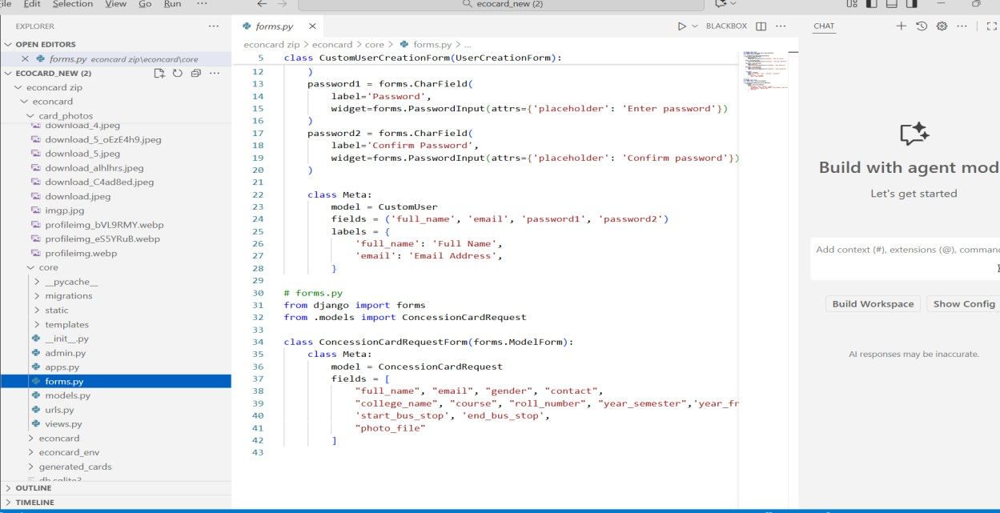 ile Edit Selection View Go Run ··· ecocard_new (2)
EXPLORER ···
OPEN EDITORS
forms.py econcard zip\econcard\core
ECOCARD_NEW (2) ···
econcard zip
econcard
card_photos
download_4.jpeg
download_5_oEzE4h9.jpeg
download_5.jpeg
download_alhlhrs.jpeg
download_C4ad8ed.jpeg
download.jpeg
imgp.jpg
profileimg_bVL9RMY.webp
profileimg_eS5YRuB.webp
profileimg.webp
core
__pycache__
migrations
static
templates
__init__.py
admin.py
apps.py
forms.py
models.py
urls.py
views.py
econcard
econcard_env
generated_cards
db.sqlite3
OUTLINE
TIMELINE
forms.py BLACKBOX ···
econcard zip > econcard > core > forms.py > ...
5 class CustomUserCreationForm(UserCreationForm):
12 )
13 password1 = forms.CharField(
14 label='Password',
15 widget=forms.PasswordInput(attrs={'placeholder': 'Enter password'})
16 )
17 password2 = forms.CharField(
18 label='Confirm Password',
19 widget=forms.PasswordInput(attrs={'placeholder': 'Confirm password'})
20 )
21
22 class Meta:
23 model = CustomUser
24 fields = ('full_name', 'email', 'password1', 'password2')
25 labels = {
26 'full_name': 'Full Name',
27 'email': 'Email Address',
28 }
29
30 # forms.py
31 from django import forms
32 from .models import ConcessionCardRequest
33
34 class ConcessionCardRequestForm(forms.ModelForm):
35 class Meta:
36 model = ConcessionCardRequest
37 fields = [
38 "full_name", "email", "gender", "contact",
39 "college_name", "course", "roll_number", "year_semester",'year_fr
40 'start_bus_stop', 'end_bus_stop',
41 "photo_file"
42 ]
43
CHAT ···
Build with agent mod
Let's get started
Add context (#), extensions (@), comman
Build Workspace Show Config
AI responses may be inaccurate.